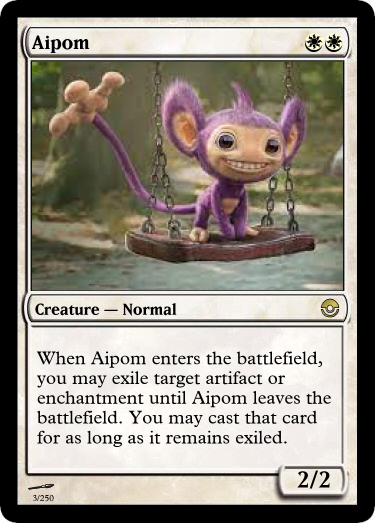 Aipom
Creature — Normal
When Aipom enters the battlefield,
you may exile target artifact or
enchantment until Aipom leaves the
battlefield. You may cast that card
for as long as it remains exiled.
2/2
3/250